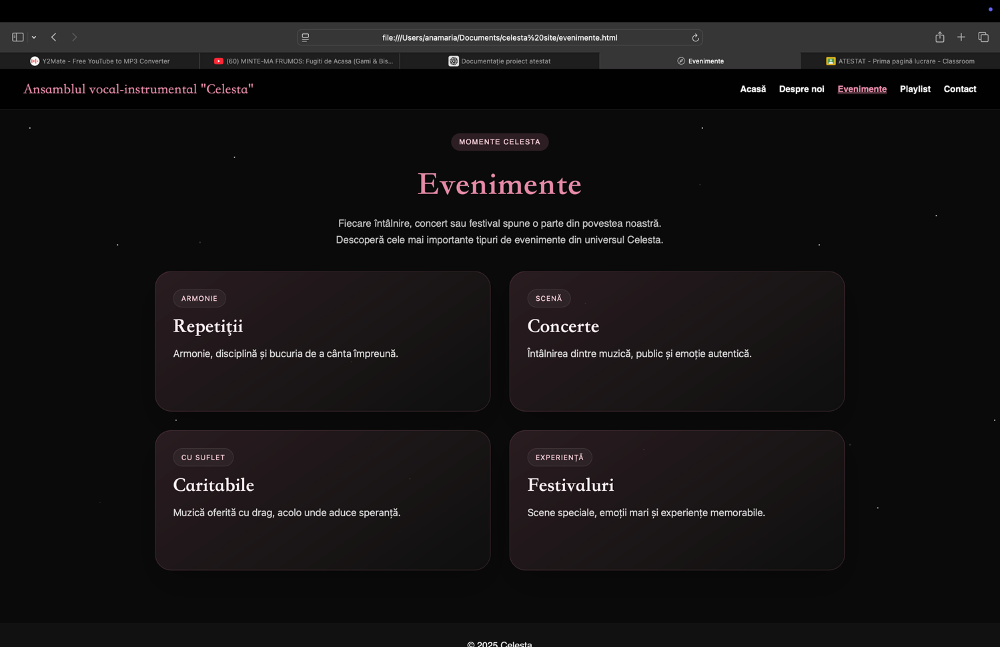 file:///Users/anamaria/Documents/celesta%20site/evenimente.html
Y2Mate - Free YouTube to MP3 Converter
(60) MINTE-MA FRUMOS: Fugiti de Acasa (Gami & Bis...
Documentație proiect atestat
Evenimente
ATESTAT - Prima pagină lucrare - Classroom
Ansamblul vocal-instrumental "Celesta"
Acasă Despre noi Evenimente Playlist Contact
MOMENTE CELESTA
Evenimente
Fiecare întâlnire, concert sau festival spune o parte din povestea noastră.
Descoperă cele mai importante tipuri de evenimente din universul Celesta.
ARMONIE
Repetiții
Armonie, disciplină și bucuria de a cânta împreună.
SCENĂ
Concerte
Întâlnirea dintre muzică, public și emoție autentică.
CU SUFLET
Caritabile
Muzică oferită cu drag, acolo unde aduce speranță.
EXPERIENȚĂ
Festivaluri
Scene speciale, emoții mari și experiențe memorabile.
© 2025 Celesta